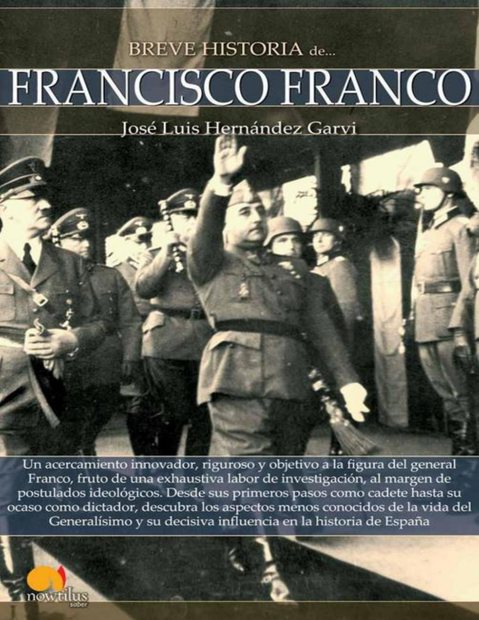 BREVE HISTORIA de...
FRANCISCO FRANCO
José Luis Hernández Garvi
Un acercamiento innovador, riguroso y objetivo a la figura del general
Franco, fruto de una exhaustiva labor de investigación, al margen de
postulados ideológicos. Desde sus primeros pasos como cadete hasta su
ocaso como dictador, descubra los aspectos menos conocidos de la vida del
Generalísimo y su decisiva influencia en la historia de España
nowtilus
saber